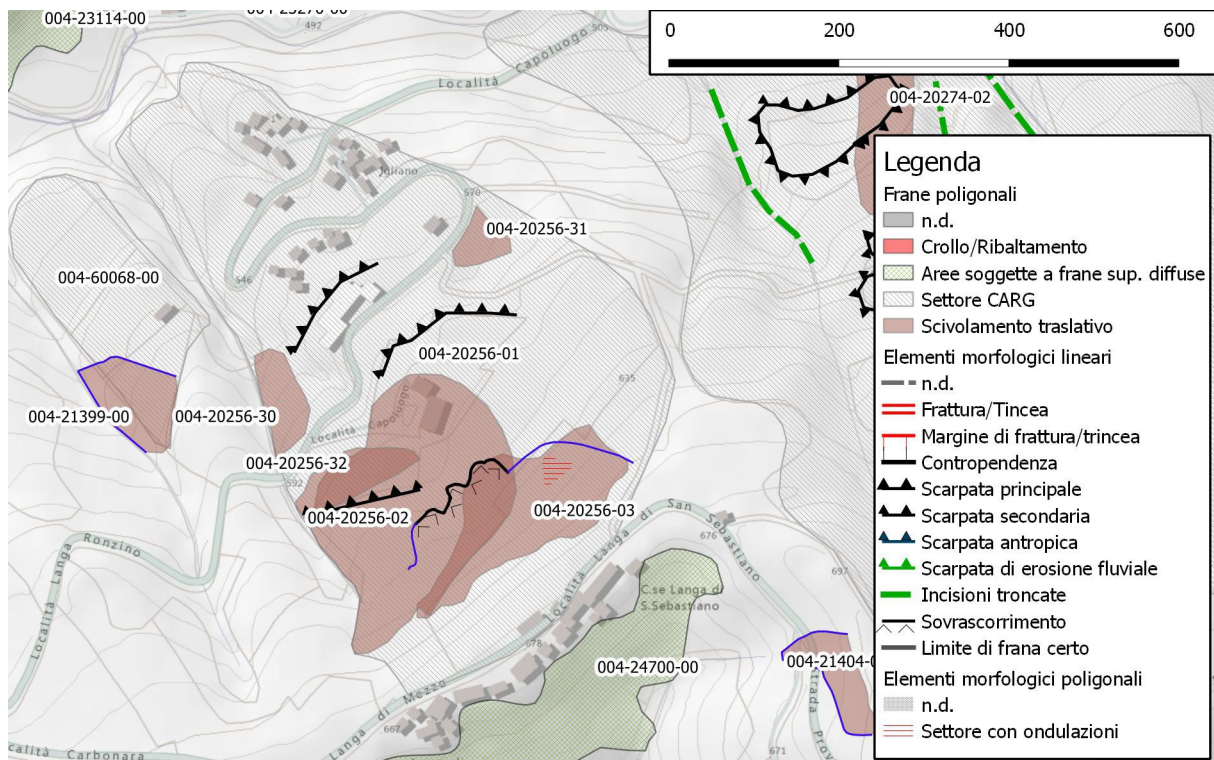 004-23114-00
492
505
Località Capoluogo
0 200 400 600
004-20274-02
Juliano
570
004-20256-31
546
004-60068-00
004-20256-01
635
004-21399-00
004-20256-30
Località Capoluogo
004-20256-32
592
004-20256-02
004-20256-03
Località Langa di San Sebastiano
676
697
Località Langa Ronzino
C.se Langa di
S.Sebastiano
678
004-24700-00
004-21404-0
Strada Prov
Langa di Mezzo
667
671
Località Carbonara
Legenda
Frane poligonali
n.d.
Crollo/Ribaltamento
Aree soggette a frane sup. diffuse
Settore CARG
Scivolamento traslativo
Elementi morfologici lineari
n.d.
Frattura/Tincea
Margine di frattura/trincea
Contropendenza
Scarpata principale
Scarpata secondaria
Scarpata antropica
Scarpata di erosione fluviale
Incisioni troncate
Sovrascorrimento
Limite di frana certo
Elementi morfologici poligonali
n.d.
Settore con ondulazioni